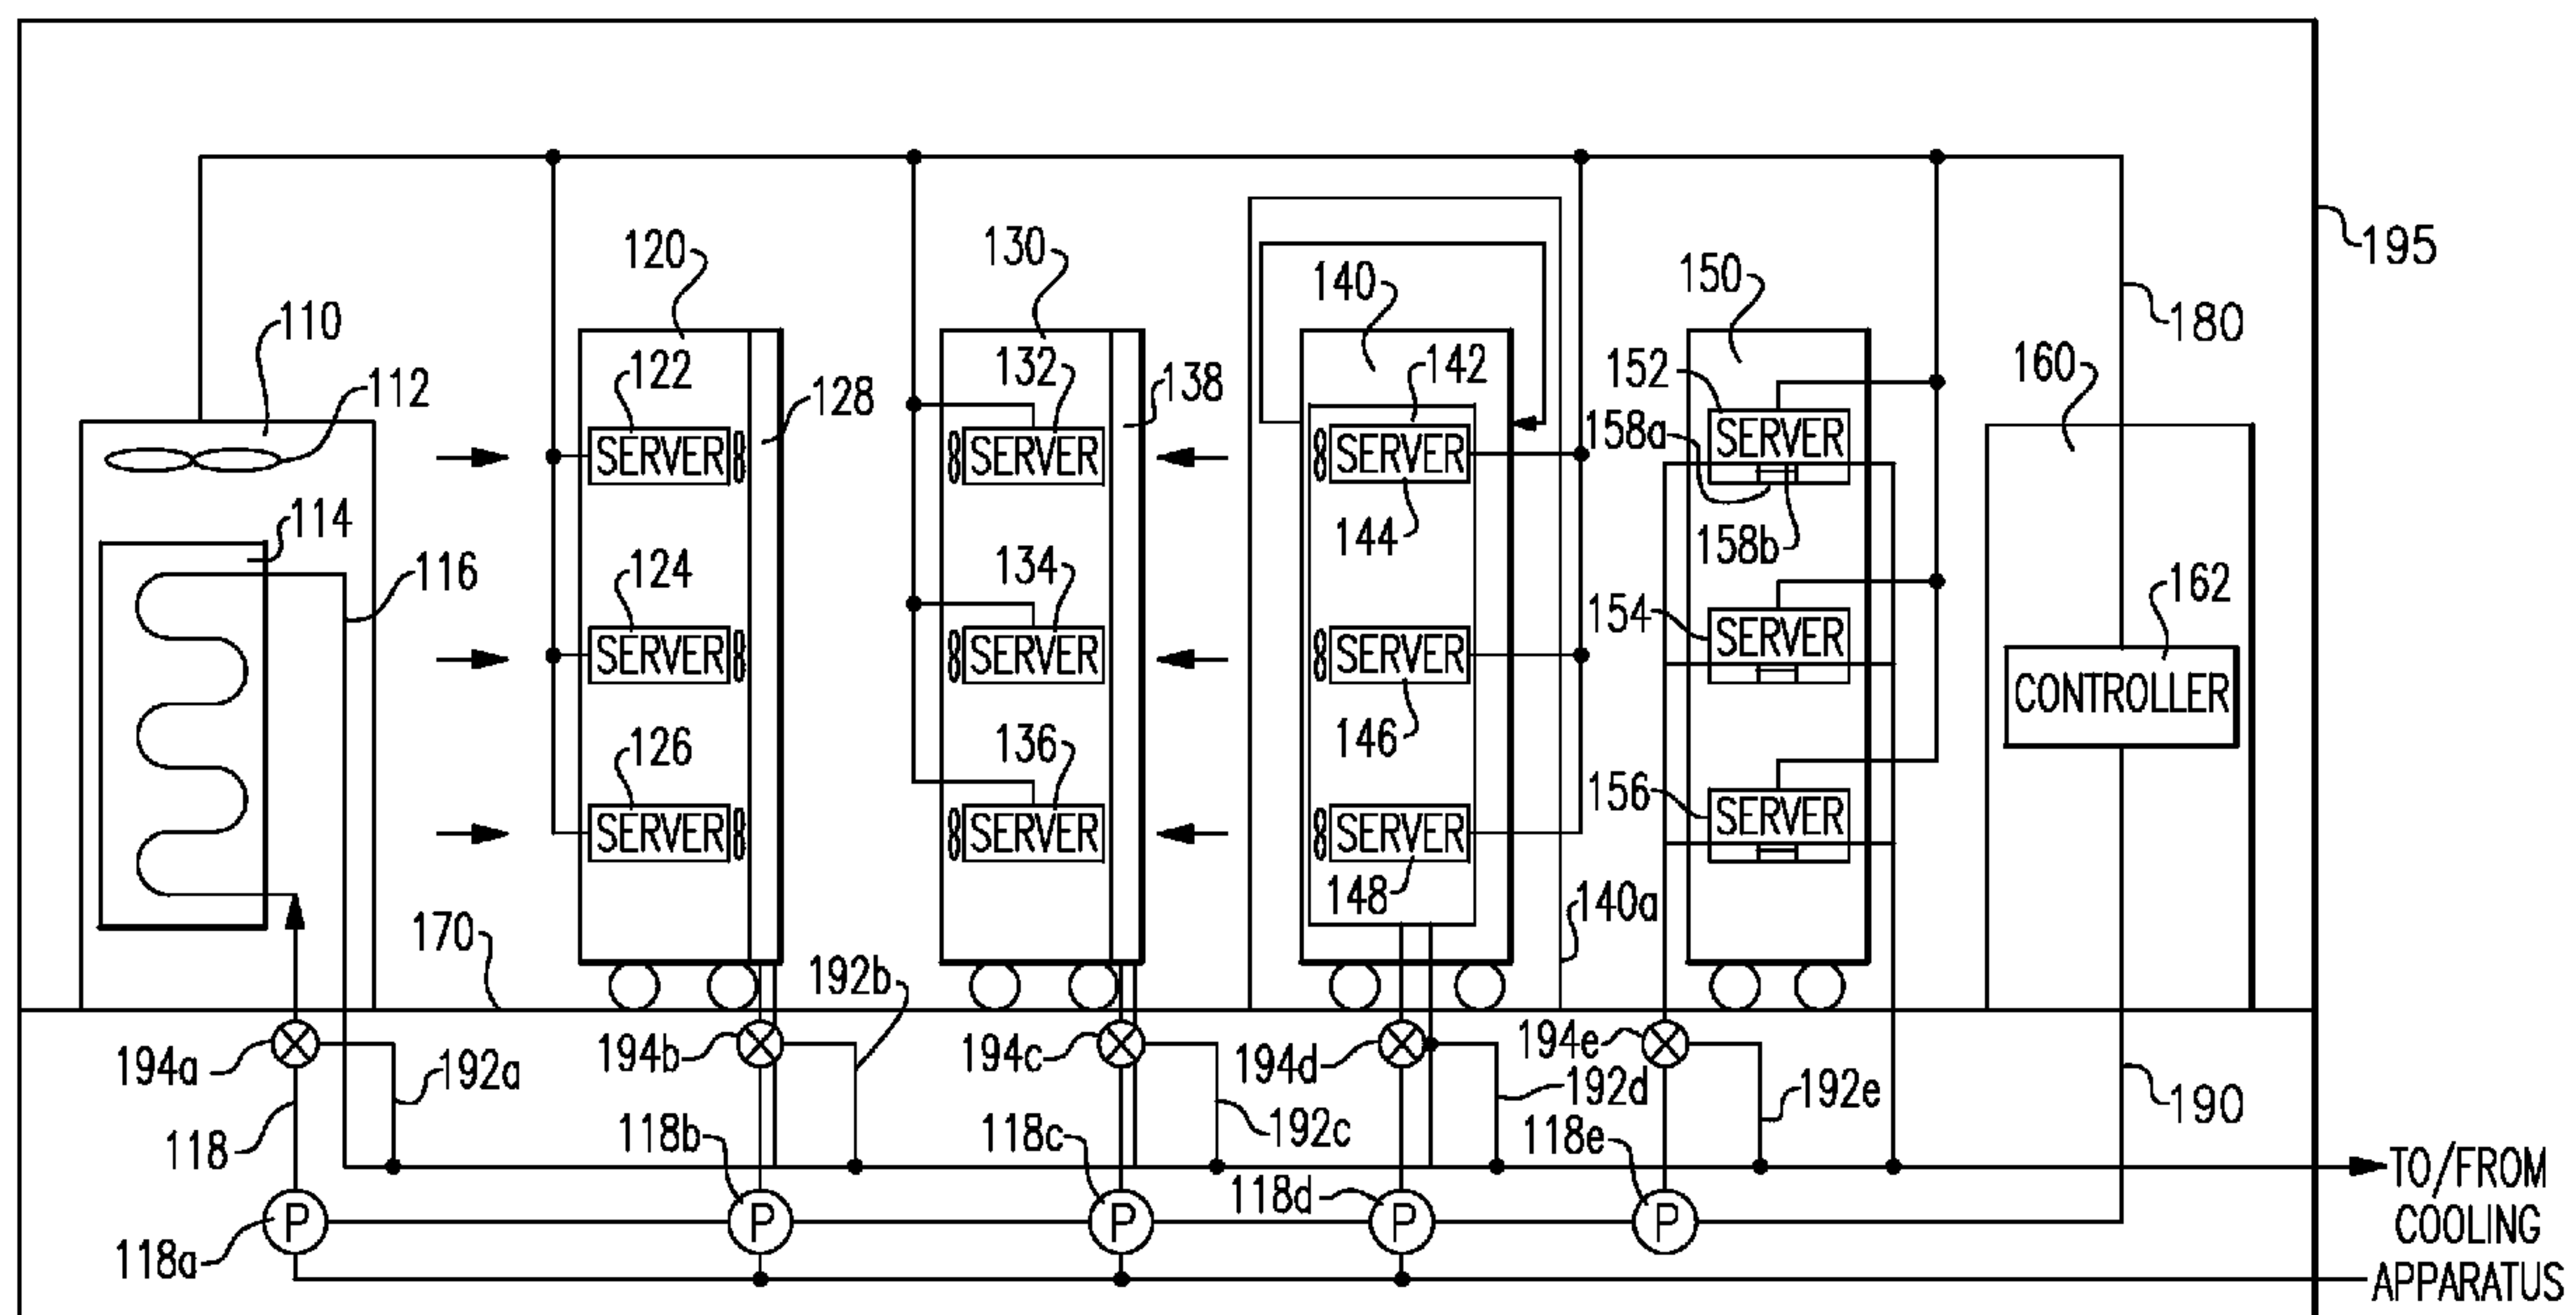 120
130
140
150
195
110
112
122
128
132
138
142
152
180
160
SERVER
SERVER
SERVER
SERVER
158a
158b
114
116
124
134
144
154
162
SERVER
SERVER
SERVER
SERVER
CONTROLLER
126
136
146
156
SERVER
SERVER
SERVER
SERVER
148
140a
170
192b
194a
192a
194b
194c
194d
192d
194e
192e
190
118
118b
118c
192c
118d
118e
TO/FROM
COOLING
APPARATUS
P
P
P
P
P
118a